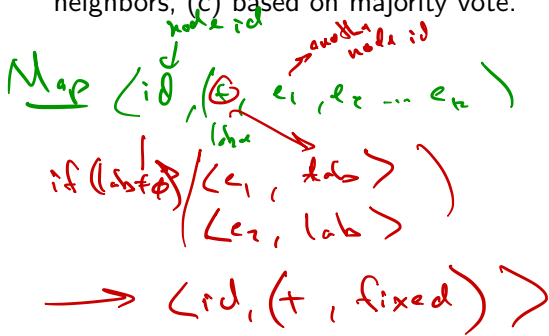 neighbors, (c) based on majority vote.
node id
another node id
Map ⟨id, (t, e₁, e₂ ... eₖ)
label
if (lab≠φ) (⟨e₁, lab⟩)
⟨e₂, lab⟩
→ ⟨id, (t, fixed)⟩